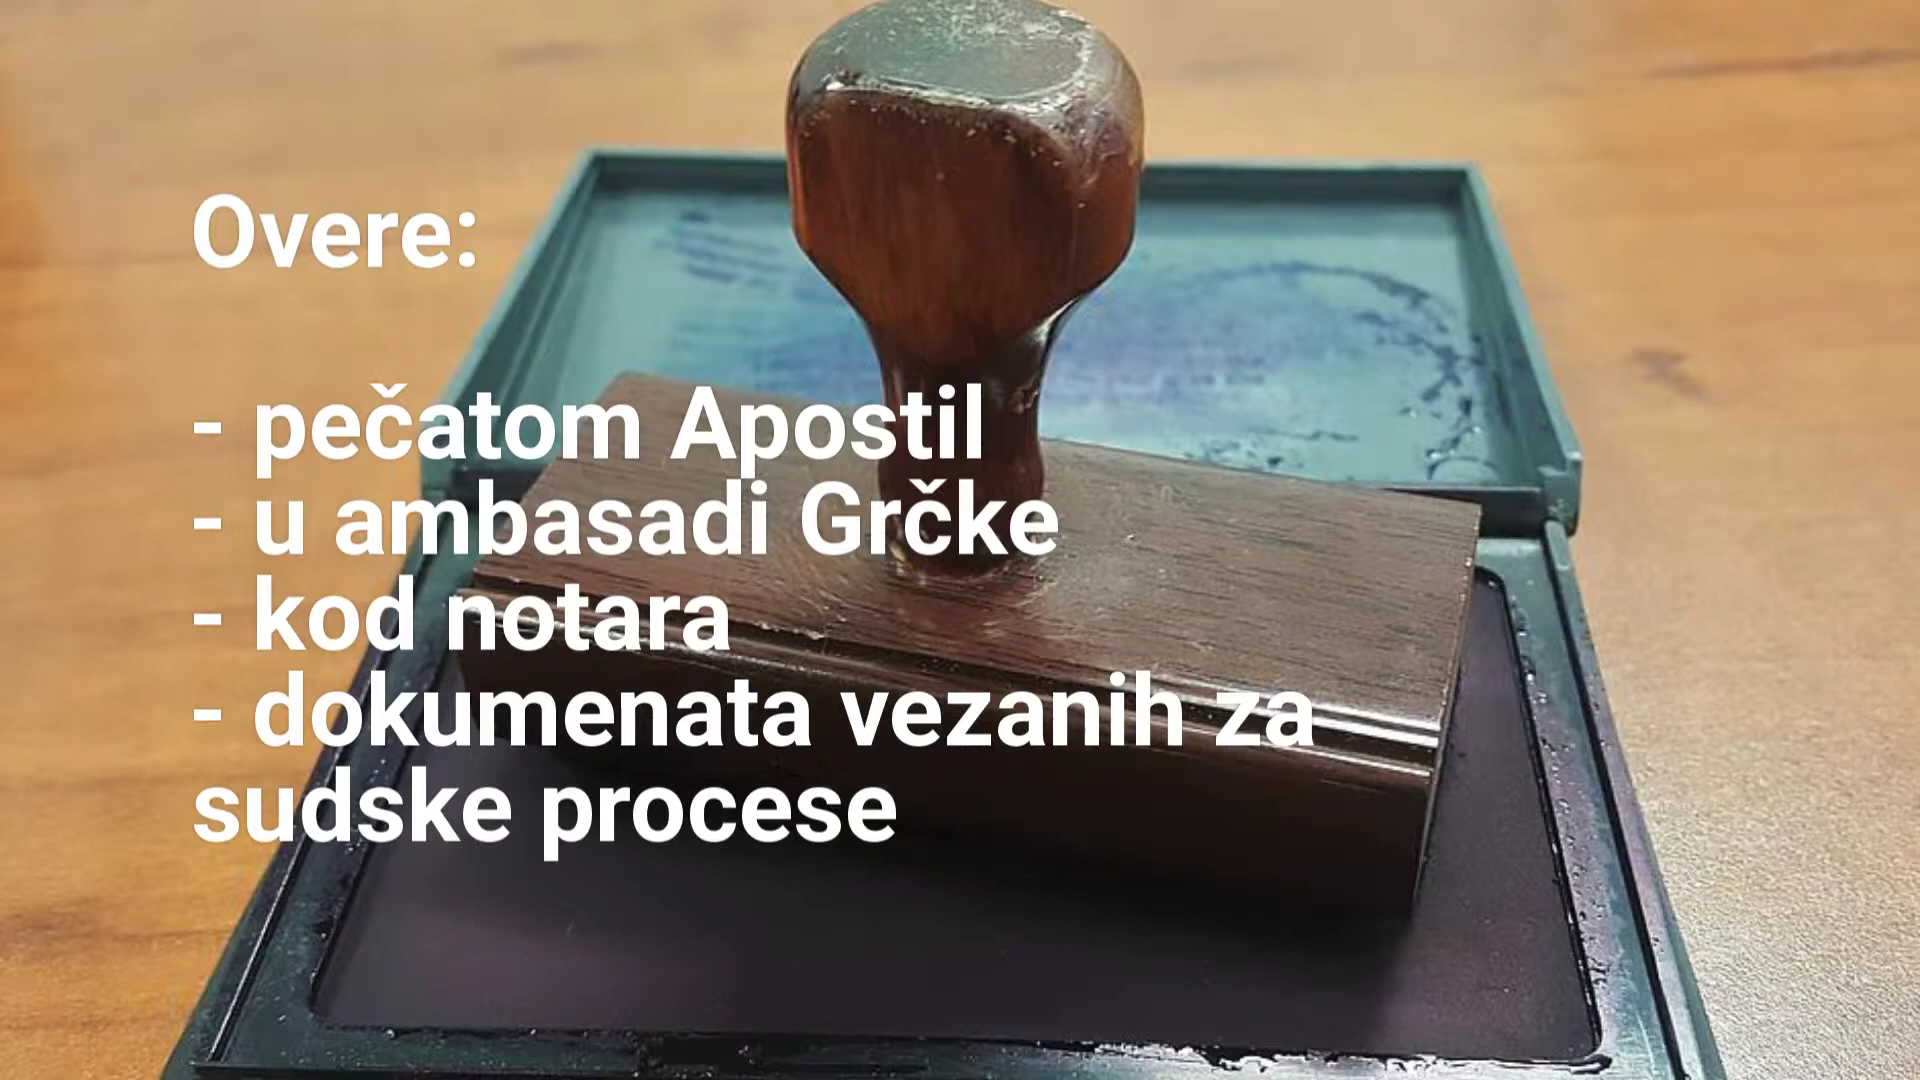 Overe:
- pečatom Apostil
- u ambasadi Grčke
- kod notara
- dokumenata vezanih za
sudske procese